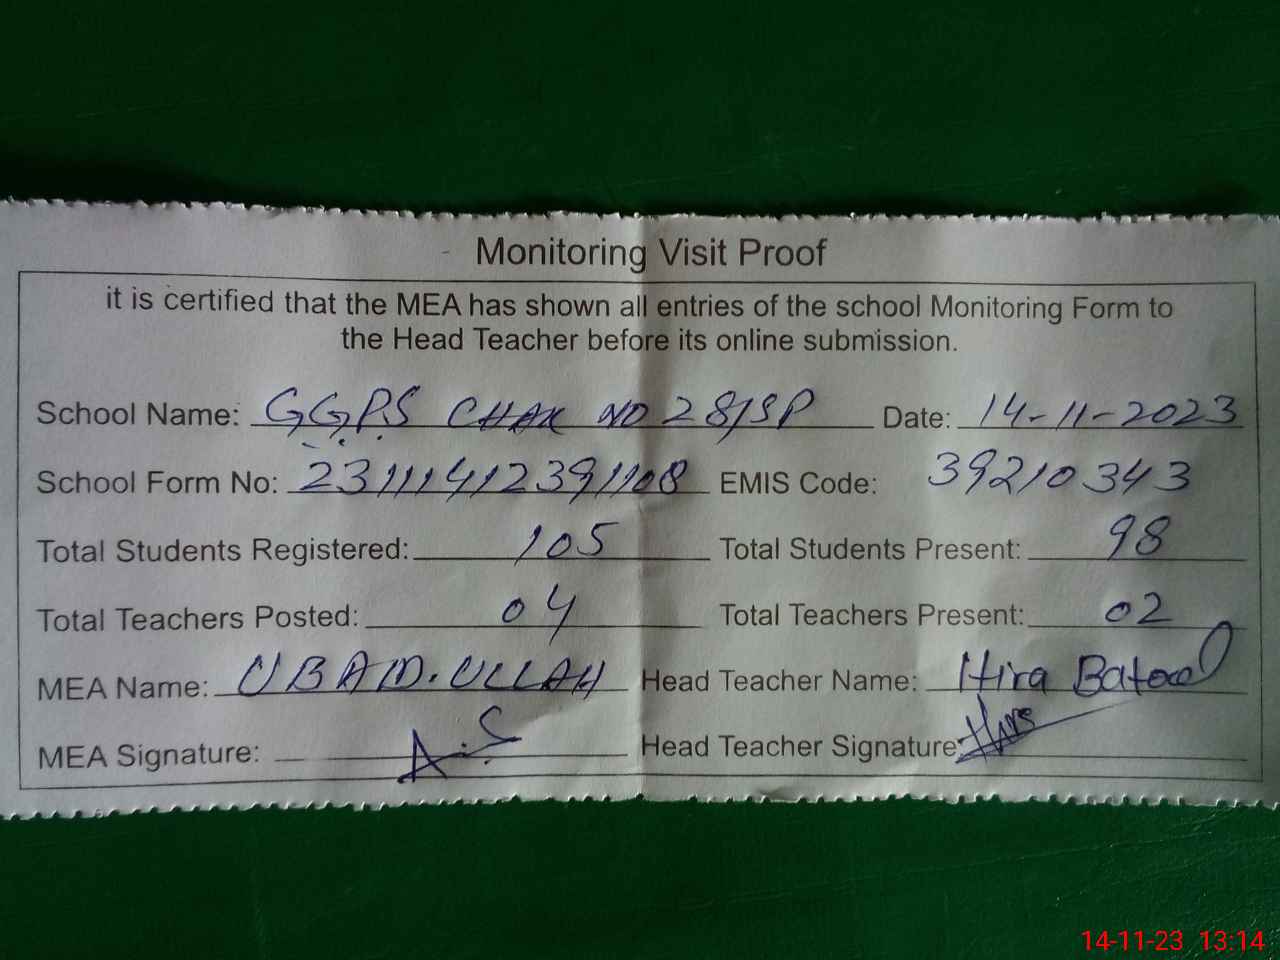 Monitoring Visit Proof
it is certified that the MEA has shown all entries of the school Monitoring Form to
the Head Teacher before its online submission.
School Name: GGPS CHAK NO 28/SP Date: 14-11-2023
School Form No: 23111412391108 EMIS Code: 39210343
Total Students Registered: 105 Total Students Present: 98
Total Teachers Posted: 04 Total Teachers Present: 02
MEA Name: UBAID.ULLAH Head Teacher Name: Hira Batool
MEA Signature: Head Teacher Signature:
14-11-23 13:14